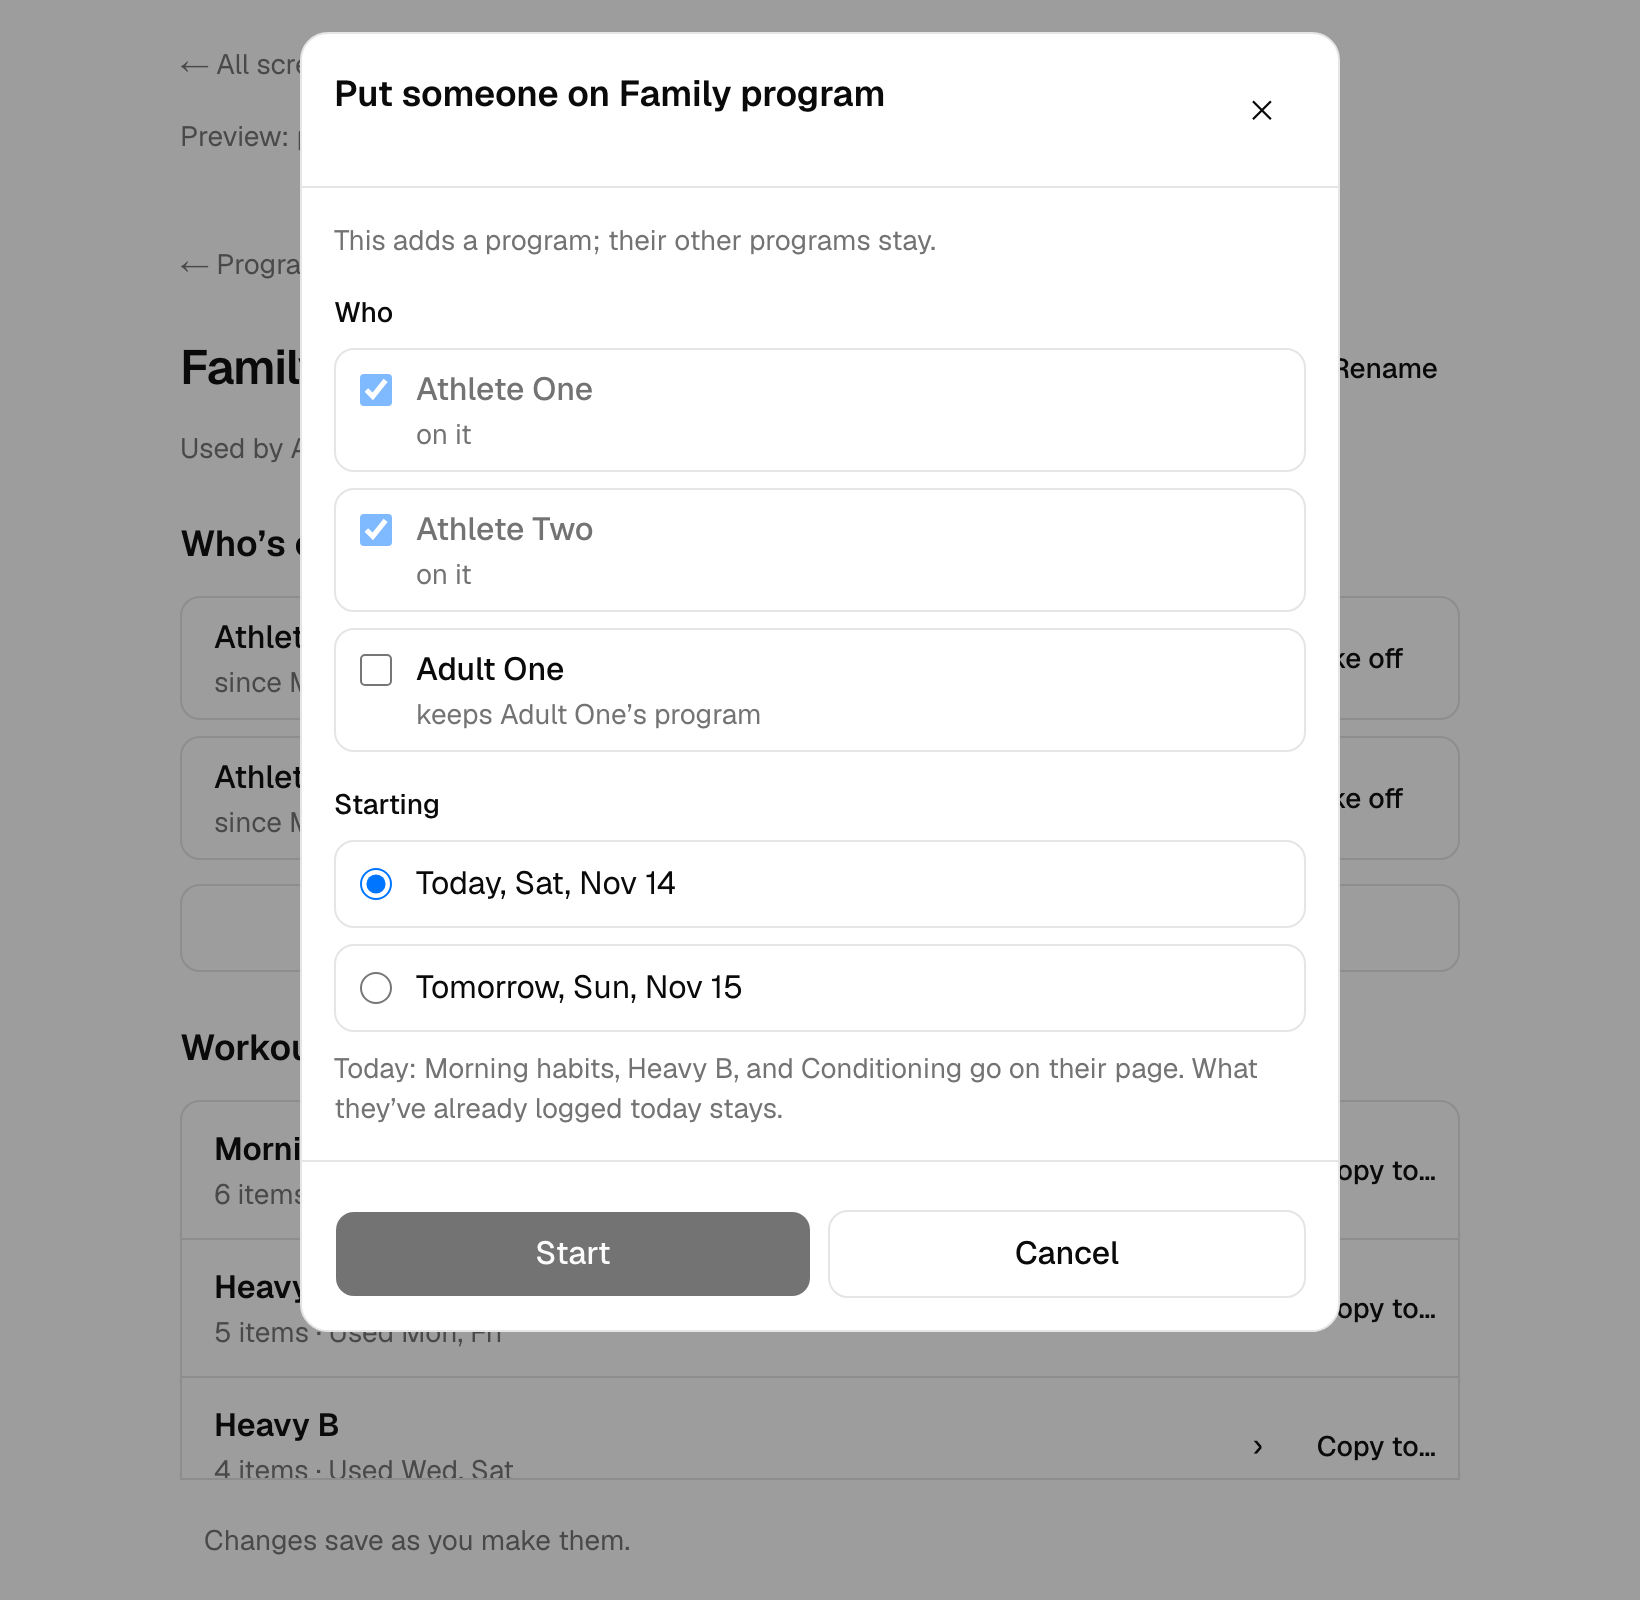 ← All scre
Preview:
← Progra
Family
Rename
Used by A
Who's
Athlet
since M
ke off
Athlet
since M
ke off
Workou
Morni
6 items
opy to…
Heavy
5 items · Used Mon, Fri
opy to…
Heavy B
4 items · Used Wed, Sat
›
Copy to…
Changes save as you make them.
Put someone on Family program
This adds a program; their other programs stay.
Who
Athlete One
on it
Athlete Two
on it
Adult One
keeps Adult One’s program
Starting
Today, Sat, Nov 14
Tomorrow, Sun, Nov 15
Today: Morning habits, Heavy B, and Conditioning go on their page. What
they’ve already logged today stays.
Start
Cancel